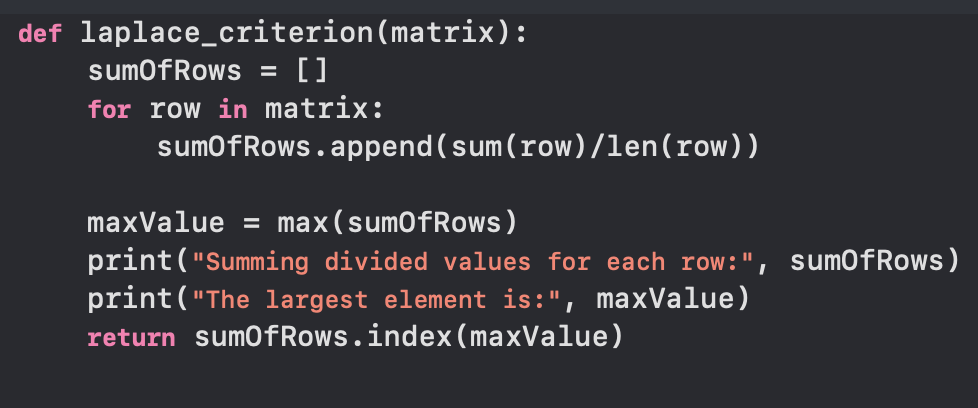 def laplace_criterion(matrix):
    sumOfRows = []
    for row in matrix:
        sumOfRows.append(sum(row)/len(row))

    maxValue = max(sumOfRows)
    print("Summing divided values for each row:", sumOfRows)
    print("The largest element is:", maxValue)
    return sumOfRows.index(maxValue)